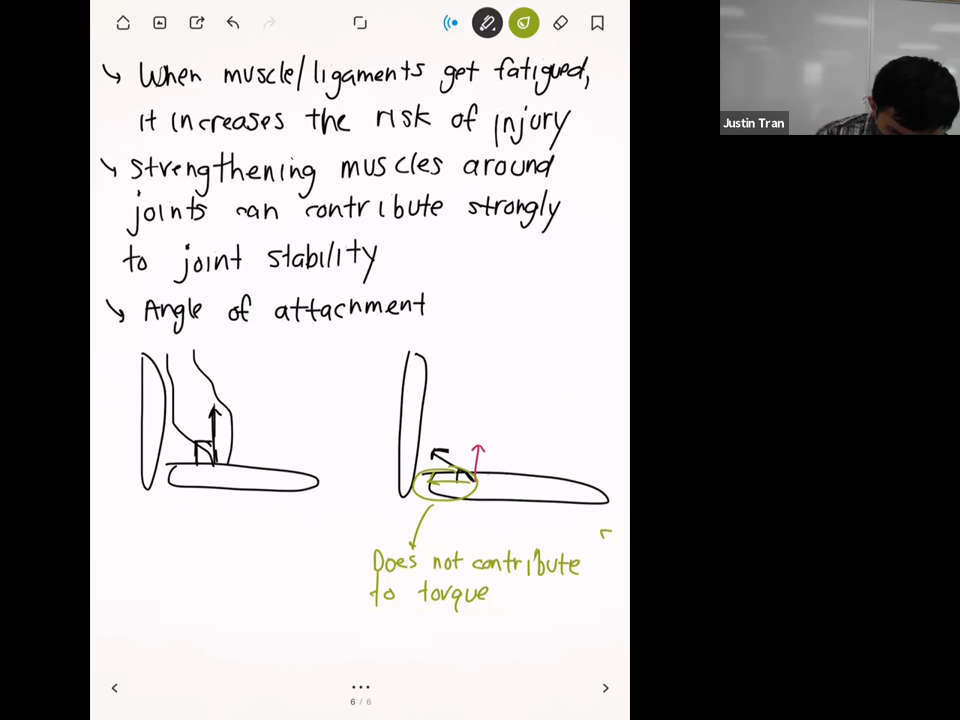 When muscle/ligaments get fatigued,
it increases the risk of injury
strengthening muscles around
joints can contribute strongly
to joint stability
Angle of attachment
Does not contribute
to torque
6 / 6
Justin Tran